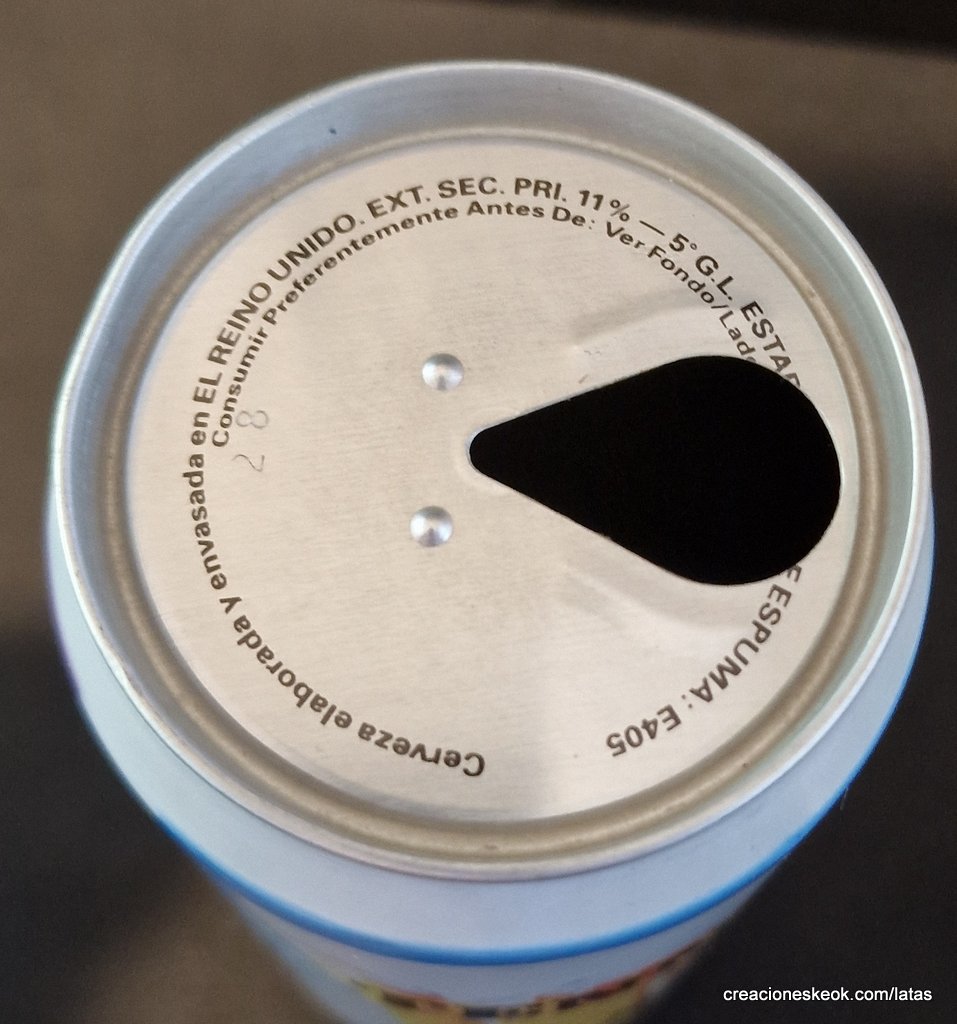 Cerveza elaborada y envasada en EL REINO UNIDO. EXT. SEC. PRI. 11% — 5° G.L. ESPUMA: E405
Consumir Preferentemente Antes De: Ver Fondo/Lado
28
creacioneskeok.com/latas